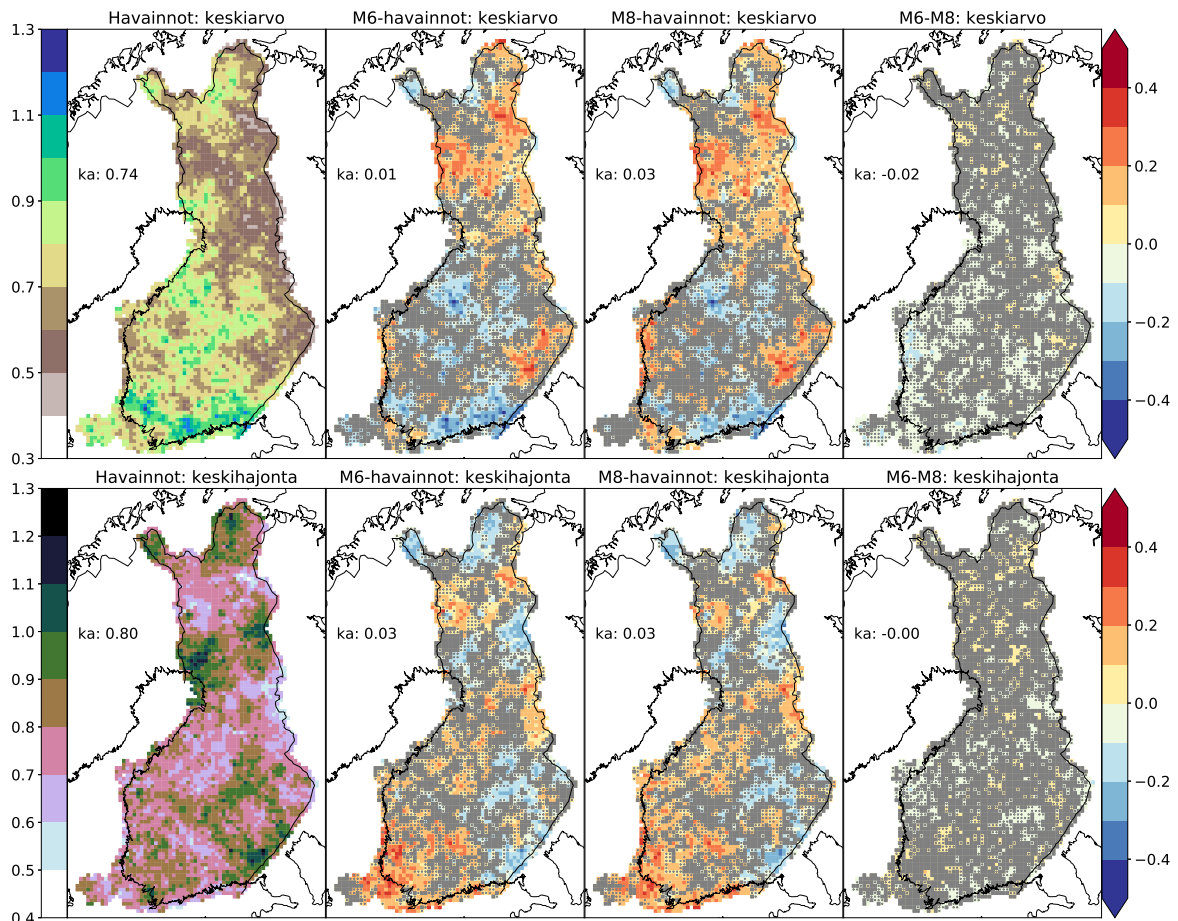 Havainnot: keskiarvo
M6-havainnot: keskiarvo
M8-havainnot: keskiarvo
M6-M8: keskiarvo
1.3
1.1
0.9
0.7
0.5
0.3
ka: 0.74
ka: 0.01
ka: 0.03
ka: -0.02
0.4
0.2
0.0
−0.2
−0.4
Havainnot: keskihajonta
M6-havainnot: keskihajonta
M8-havainnot: keskihajonta
M6-M8: keskihajonta
1.3
1.2
1.1
1.0
0.9
0.8
0.7
0.6
0.5
0.4
ka: 0.80
ka: 0.03
ka: 0.03
ka: -0.00
0.4
0.2
0.0
−0.2
−0.4